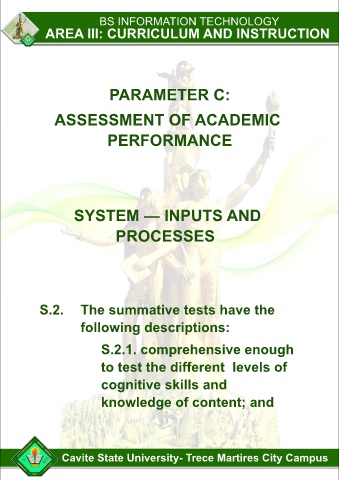 BS INFORMATION TECHNOLOGY
AREA III: CURRICULUM AND INSTRUCTION
PARAMETER C:
ASSESSMENT OF ACADEMIC
PERFORMANCE
SYSTEM — INPUTS AND
PROCESSES
S.2. The summative tests have the
following descriptions:
S.2.1. comprehensive enough
to test the different levels of
cognitive skills and
knowledge of content; and
Cavite State University- Trece Martires City Campus